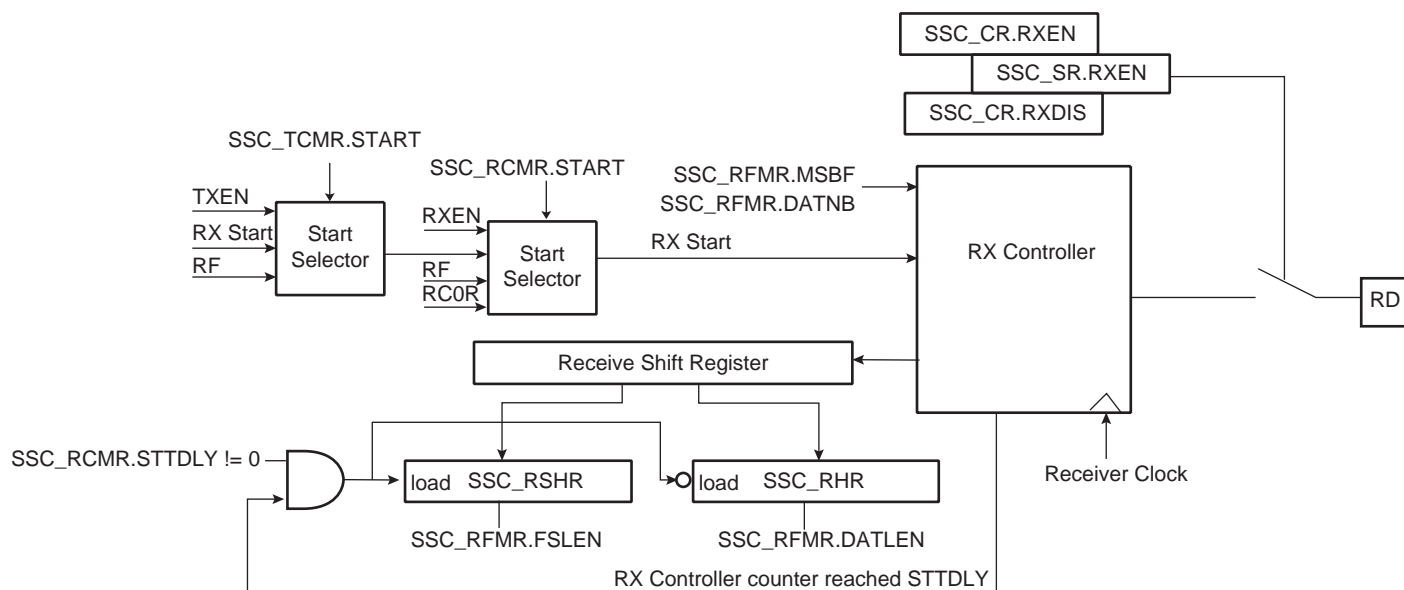 SSC_CR.RXEN
SSC_SR.RXEN
SSC_CR.RXDIS
SSC_TCMR.START
SSC_RCMR.START
SSC_RFMR.MSBF
SSC_RFMR.DATNB
TXEN
RX Start
RF
Start
Selector
RXEN
RF
RC0R
Start
Selector
RX Start
RX Controller
RD
Receive Shift Register
SSC_RCMR.STTDLY != 0
load SSC_RSHR
load SSC_RHR
Receiver Clock
SSC_RFMR.FSLEN
SSC_RFMR.DATLEN
RX Controller counter reached STTDLY